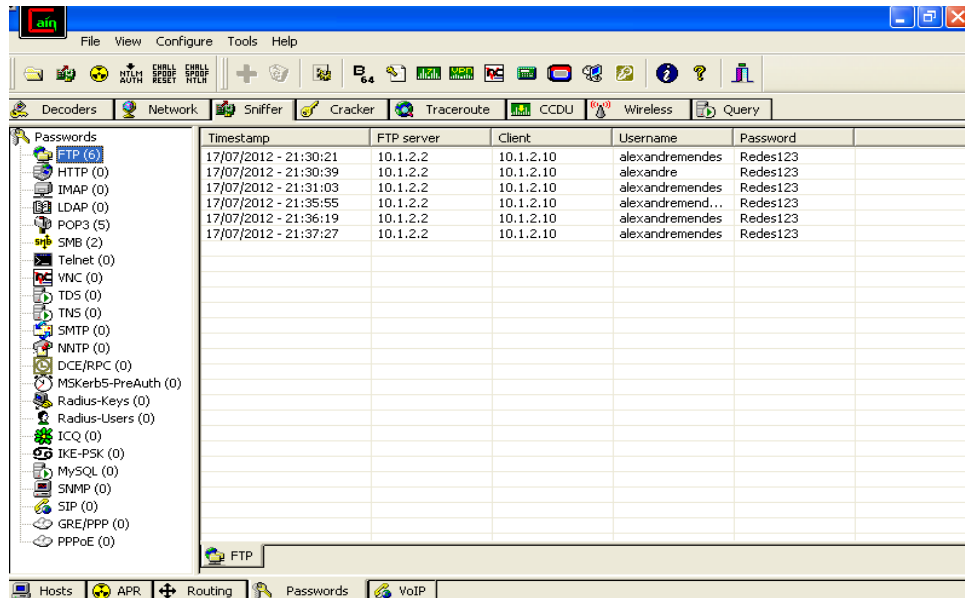 Caín
File View Configure Tools Help
NTLM AUTH CHALL SPOOF RESET CHALL SPOOF NTLM B64 VPN
Decoders Network Sniffer Cracker Traceroute CCDU Wireless Query
Passwords
FTP (6)
HTTP (0)
IMAP (0)
LDAP (0)
POP3 (5)
SMB (2)
Telnet (0)
VNC (0)
TDS (0)
TNS (0)
SMTP (0)
NNTP (0)
DCE/RPC (0)
MSKerb5-PreAuth (0)
Radius-Keys (0)
Radius-Users (0)
ICQ (0)
IKE-PSK (0)
MySQL (0)
SNMP (0)
SIP (0)
GRE/PPP (0)
PPPoE (0)
Timestamp FTP server Client Username Password
17/07/2012 - 21:30:21 10.1.2.2 10.1.2.10 alexandremendes Redes123
17/07/2012 - 21:30:39 10.1.2.2 10.1.2.10 alexandre Redes123
17/07/2012 - 21:31:03 10.1.2.2 10.1.2.10 alexandremendes Redes123
17/07/2012 - 21:35:55 10.1.2.2 10.1.2.10 alexandremend... Redes123
17/07/2012 - 21:36:19 10.1.2.2 10.1.2.10 alexandremendes Redes123
17/07/2012 - 21:37:27 10.1.2.2 10.1.2.10 alexandremendes Redes123
FTP
Hosts APR Routing Passwords VoIP